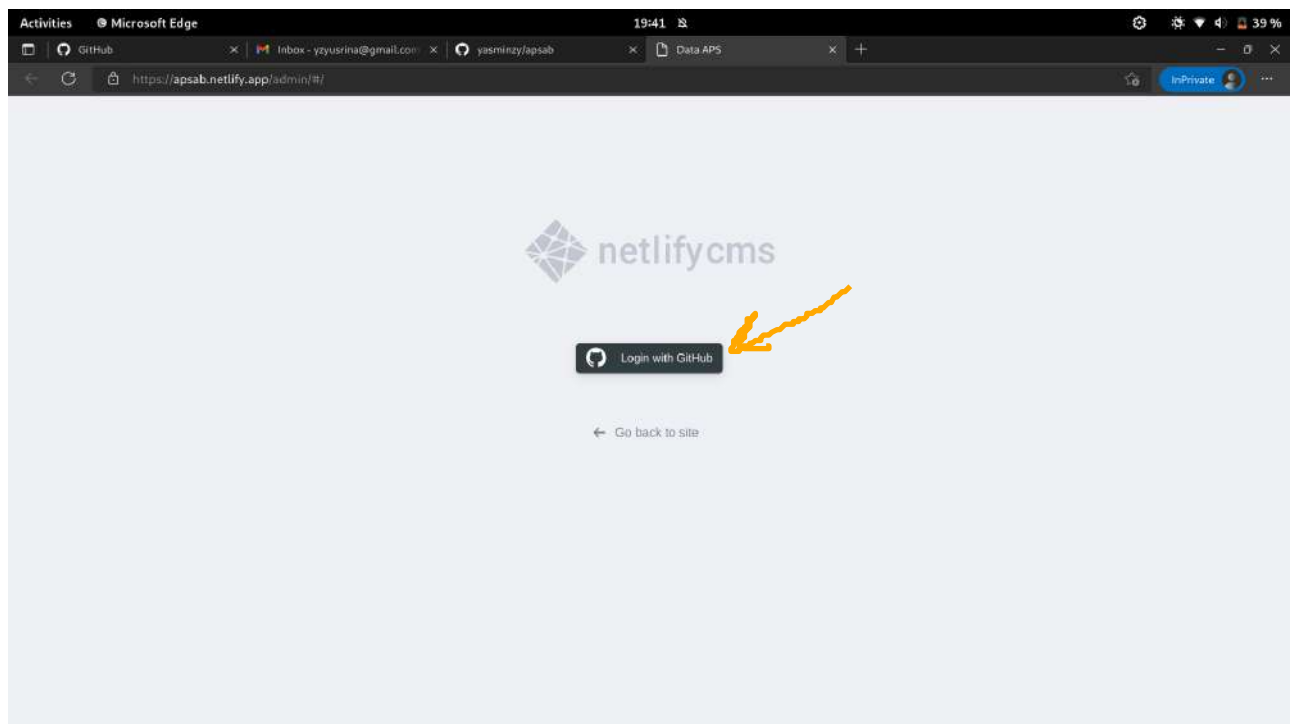 Activities Microsoft Edge 19:41 39 %
GitHub Inbox - yzyusrina@gmail.com yasminzy/apsab Data APS
https://apsab.netlify.app/admin/#/ InPrivate
netlifycms
Login with GitHub
← Go back to site